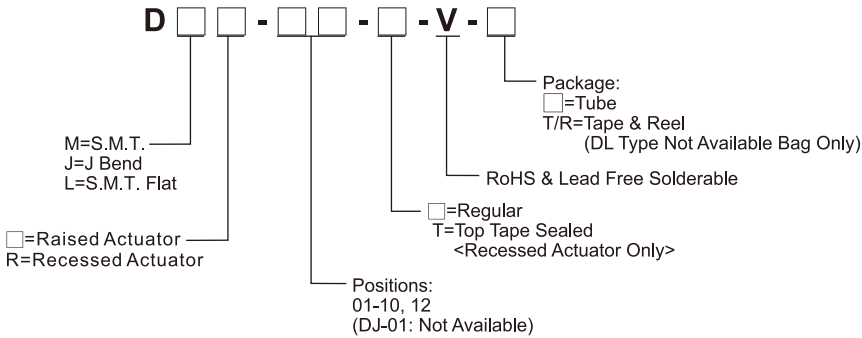 D□□-□□-□-V-□
Package:
□=Tube
T/R=Tape & Reel
(DL Type Not Available Bag Only)
M=S.M.T.
J=J Bend
L=S.M.T. Flat
RoHS & Lead Free Solderable
□=Regular
T=Top Tape Sealed
<Recessed Actuator Only>
□=Raised Actuator
R=Recessed Actuator
Positions:
01-10, 12
(DJ-01: Not Available)